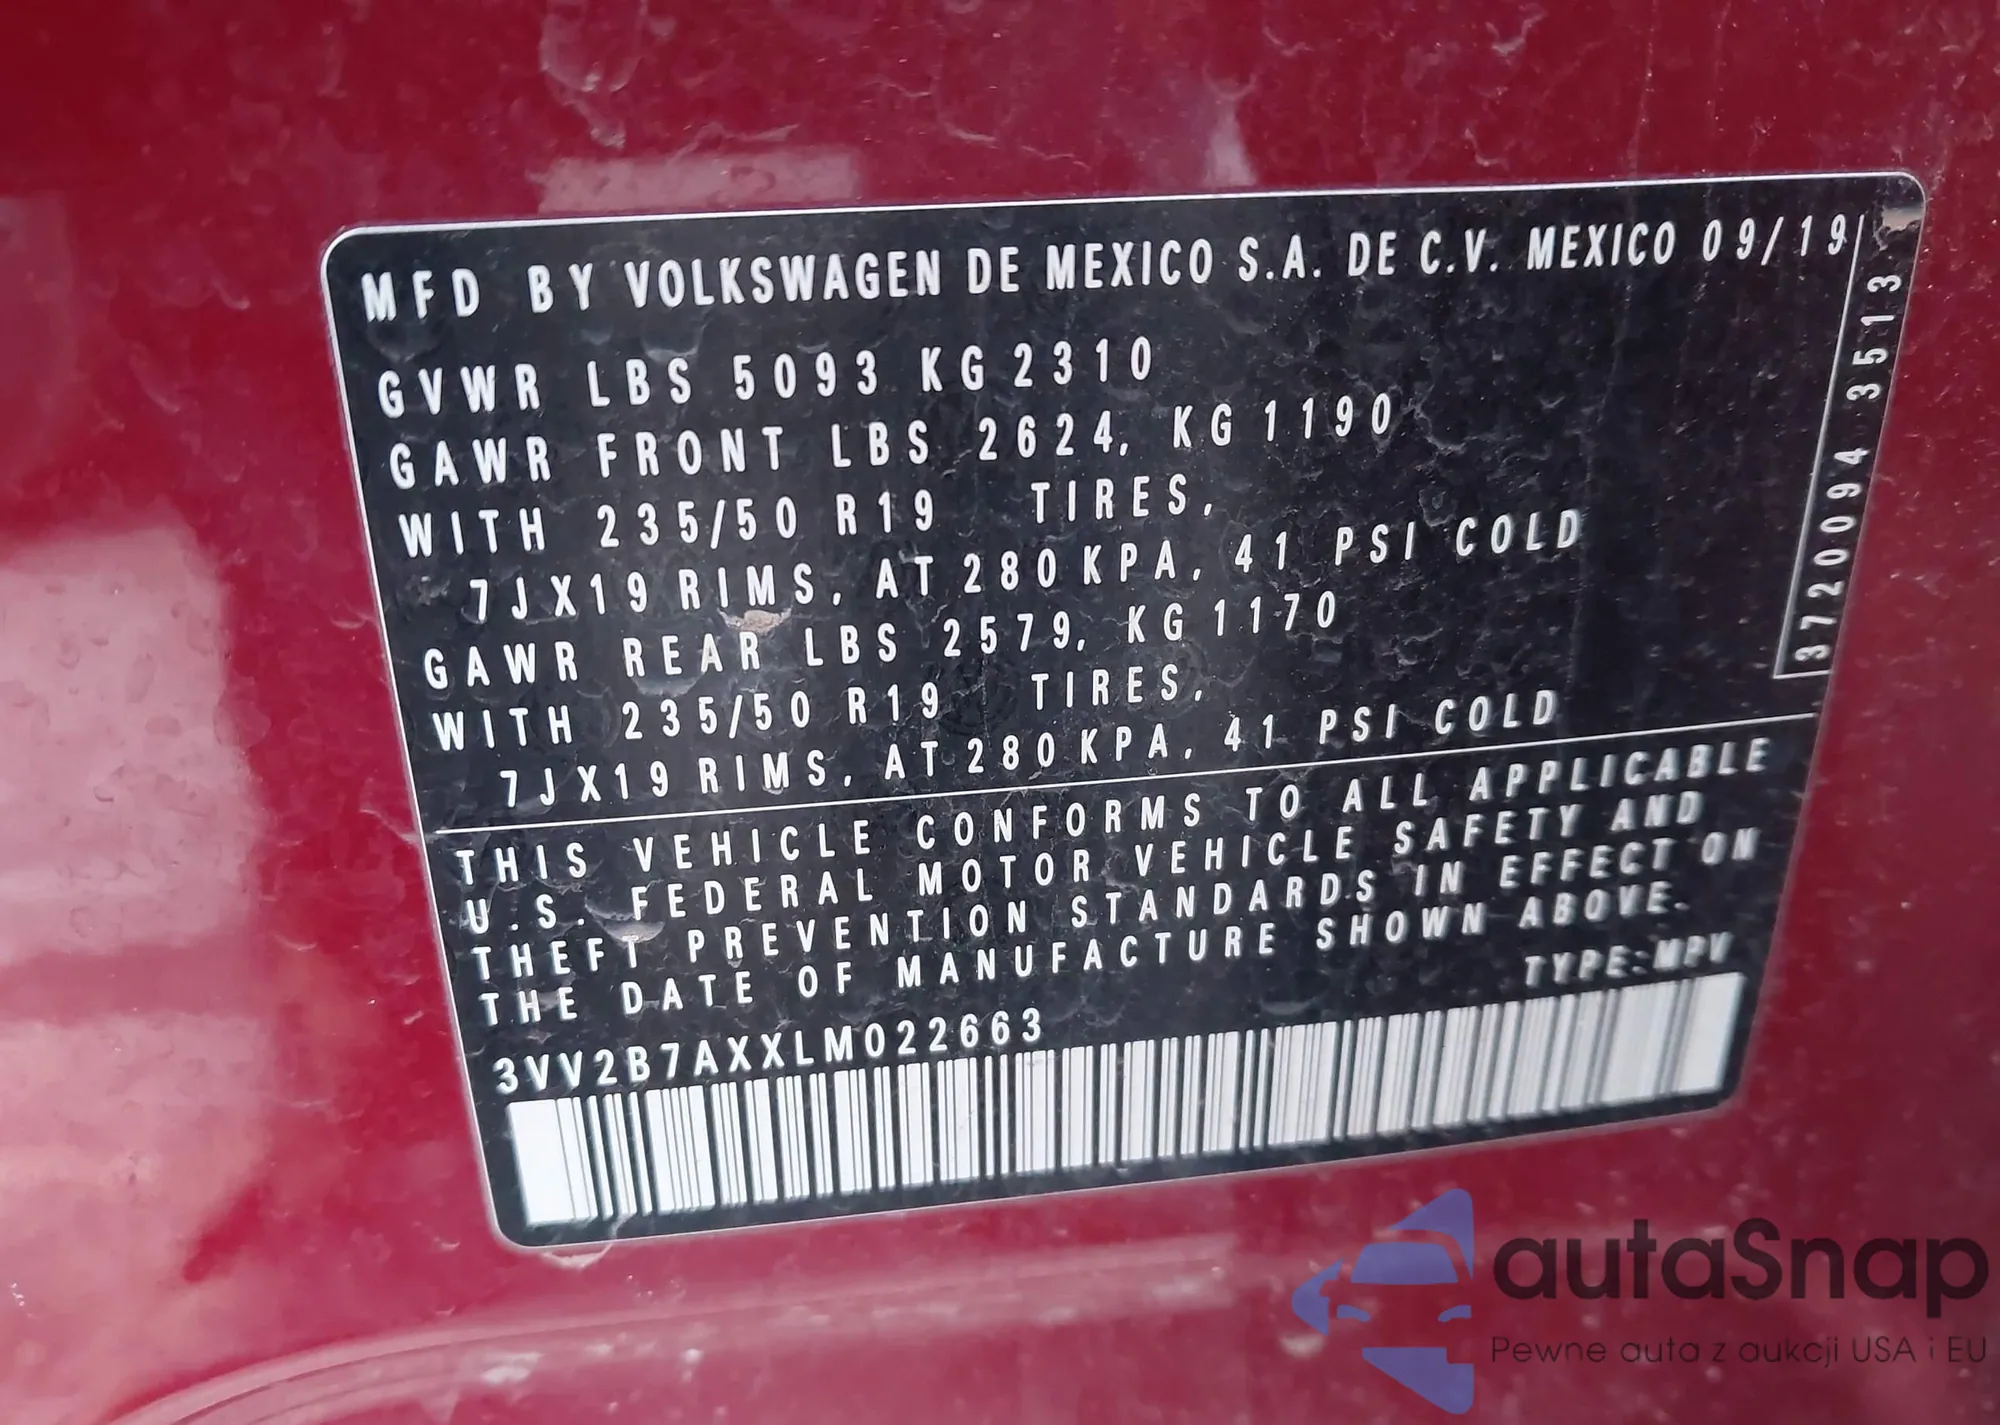 MFD BY VOLKSWAGEN DE MEXICO S.A. DE C.V. MEXICO 09/19
GVWR LBS 5093 KG 2310
GAWR FRONT LBS 2624, KG 1190
WITH 235/50 R19 TIRES,
7JX19 RIMS, AT 280 KPA, 41 PSI COLD
GAWR REAR LBS 2579, KG 1170
WITH 235/50 R19 TIRES,
7JX19 RIMS, AT 280 KPA, 41 PSI COLD
3720094 3513
THIS VEHICLE CONFORMS TO ALL APPLICABLE
U.S. FEDERAL MOTOR VEHICLE SAFETY AND
THEFT PREVENTION STANDARDS IN EFFECT ON
THE DATE OF MANUFACTURE SHOWN ABOVE.
TYPE: MPV
3VV2B7AXXLM022663
autaSnap
Pewne auta z aukcji USA i EU